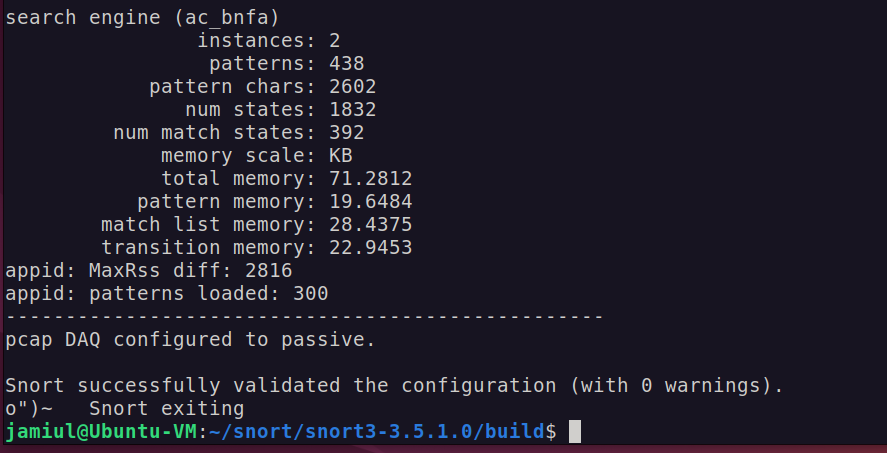 search engine (ac_bnfa)
instances: 2
patterns: 438
pattern chars: 2602
num states: 1832
num match states: 392
memory scale: KB
total memory: 71.2812
pattern memory: 19.6484
match list memory: 28.4375
transition memory: 22.9453
appid: MaxRss diff: 2816
appid: patterns loaded: 300
--------------------------------------------------
pcap DAQ configured to passive.

Snort successfully validated the configuration (with 0 warnings).
o")~   Snort exiting
jamiul@Ubuntu-VM:~/snort/snort3-3.5.1.0/build$